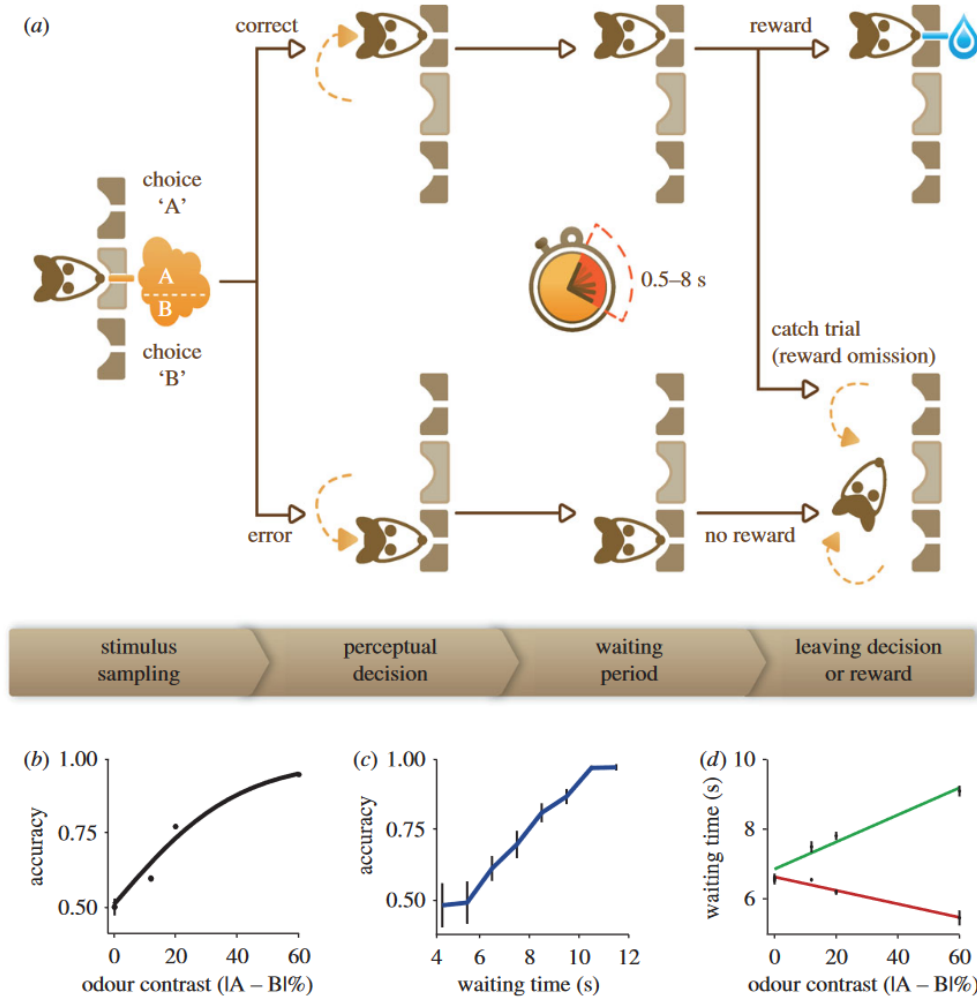 (a)
correct
reward
choice
'A'
A
B
choice
'B'
0.5–8 s
catch trial
(reward omission)
error
no reward
stimulus
sampling
perceptual
decision
waiting
period
leaving decision
or reward
(b)
1.00
0.75
0.50
accuracy
0
20
40
60
odour contrast (|A – B|%)
(c)
1.00
0.75
0.50
accuracy
4
6
8
10
12
waiting time (s)
(d)
10
8
6
waiting time (s)
0
20
40
60
odour contrast (|A – B|%)